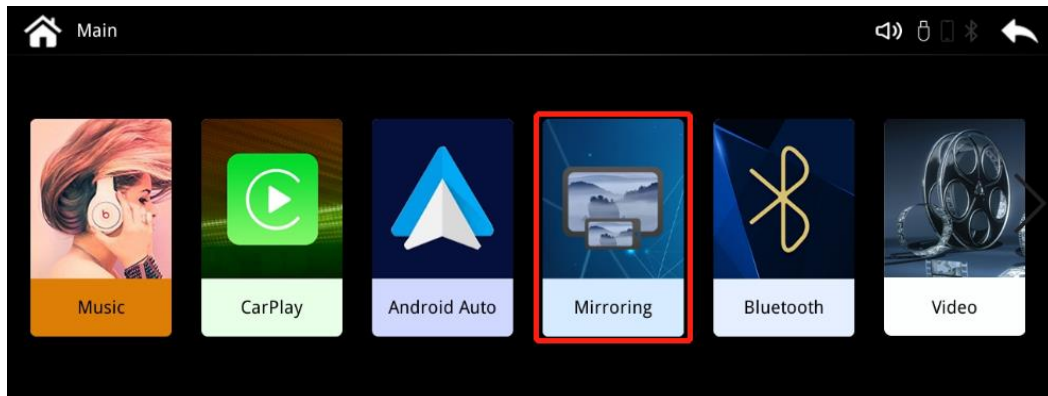 Main
Music
CarPlay
Android Auto
Mirroring
Bluetooth
Video